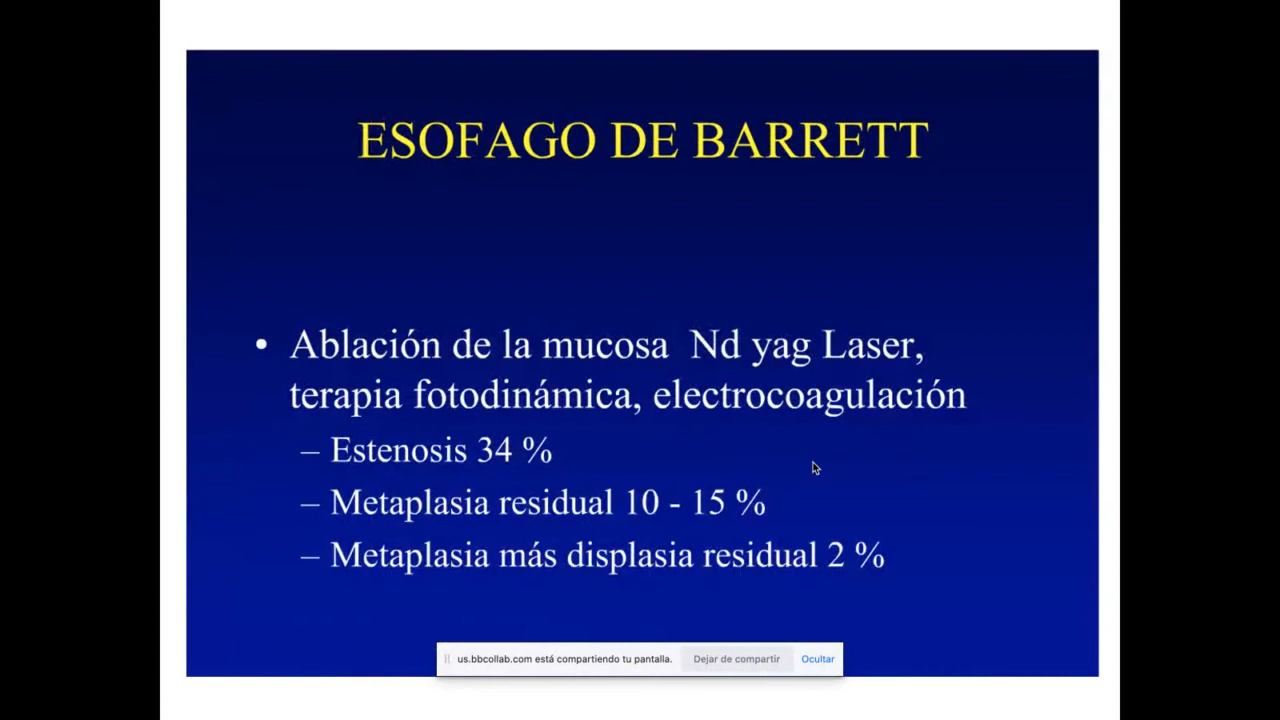 ESOFAGO DE BARRETT
• Ablación de la mucosa Nd yag Laser,
terapia fotodinámica, electrocoagulación
– Estenosis 34 %
– Metaplasia residual 10 - 15 %
– Metaplasia más displasia residual 2 %
us.bbcollab.com está compartiendo tu pantalla. Dejar de compartir Ocultar